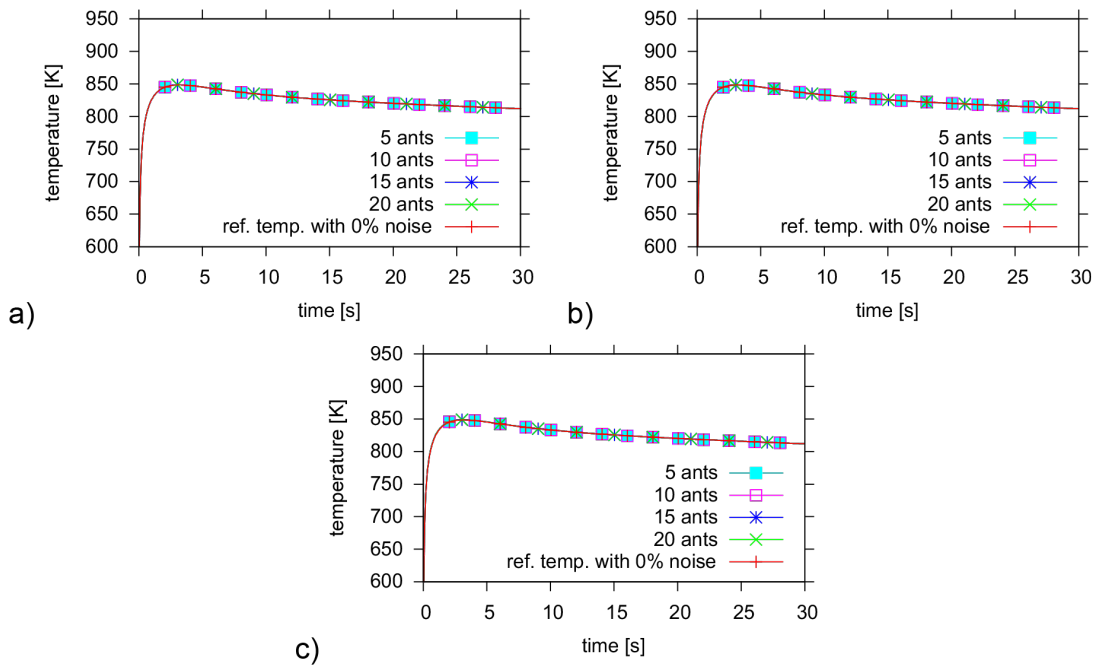 950
900
850
800
750
700
650
600
temperature [K]
0 5 10 15 20 25 30
time [s]
5 ants
10 ants
15 ants
20 ants
ref. temp. with 0% noise
a)
950
900
850
800
750
700
650
600
temperature [K]
0 5 10 15 20 25 30
time [s]
5 ants
10 ants
15 ants
20 ants
ref. temp. with 0% noise
b)
950
900
850
800
750
700
650
600
temperature [K]
0 5 10 15 20 25 30
time [s]
5 ants
10 ants
15 ants
20 ants
ref. temp. with 0% noise
c)